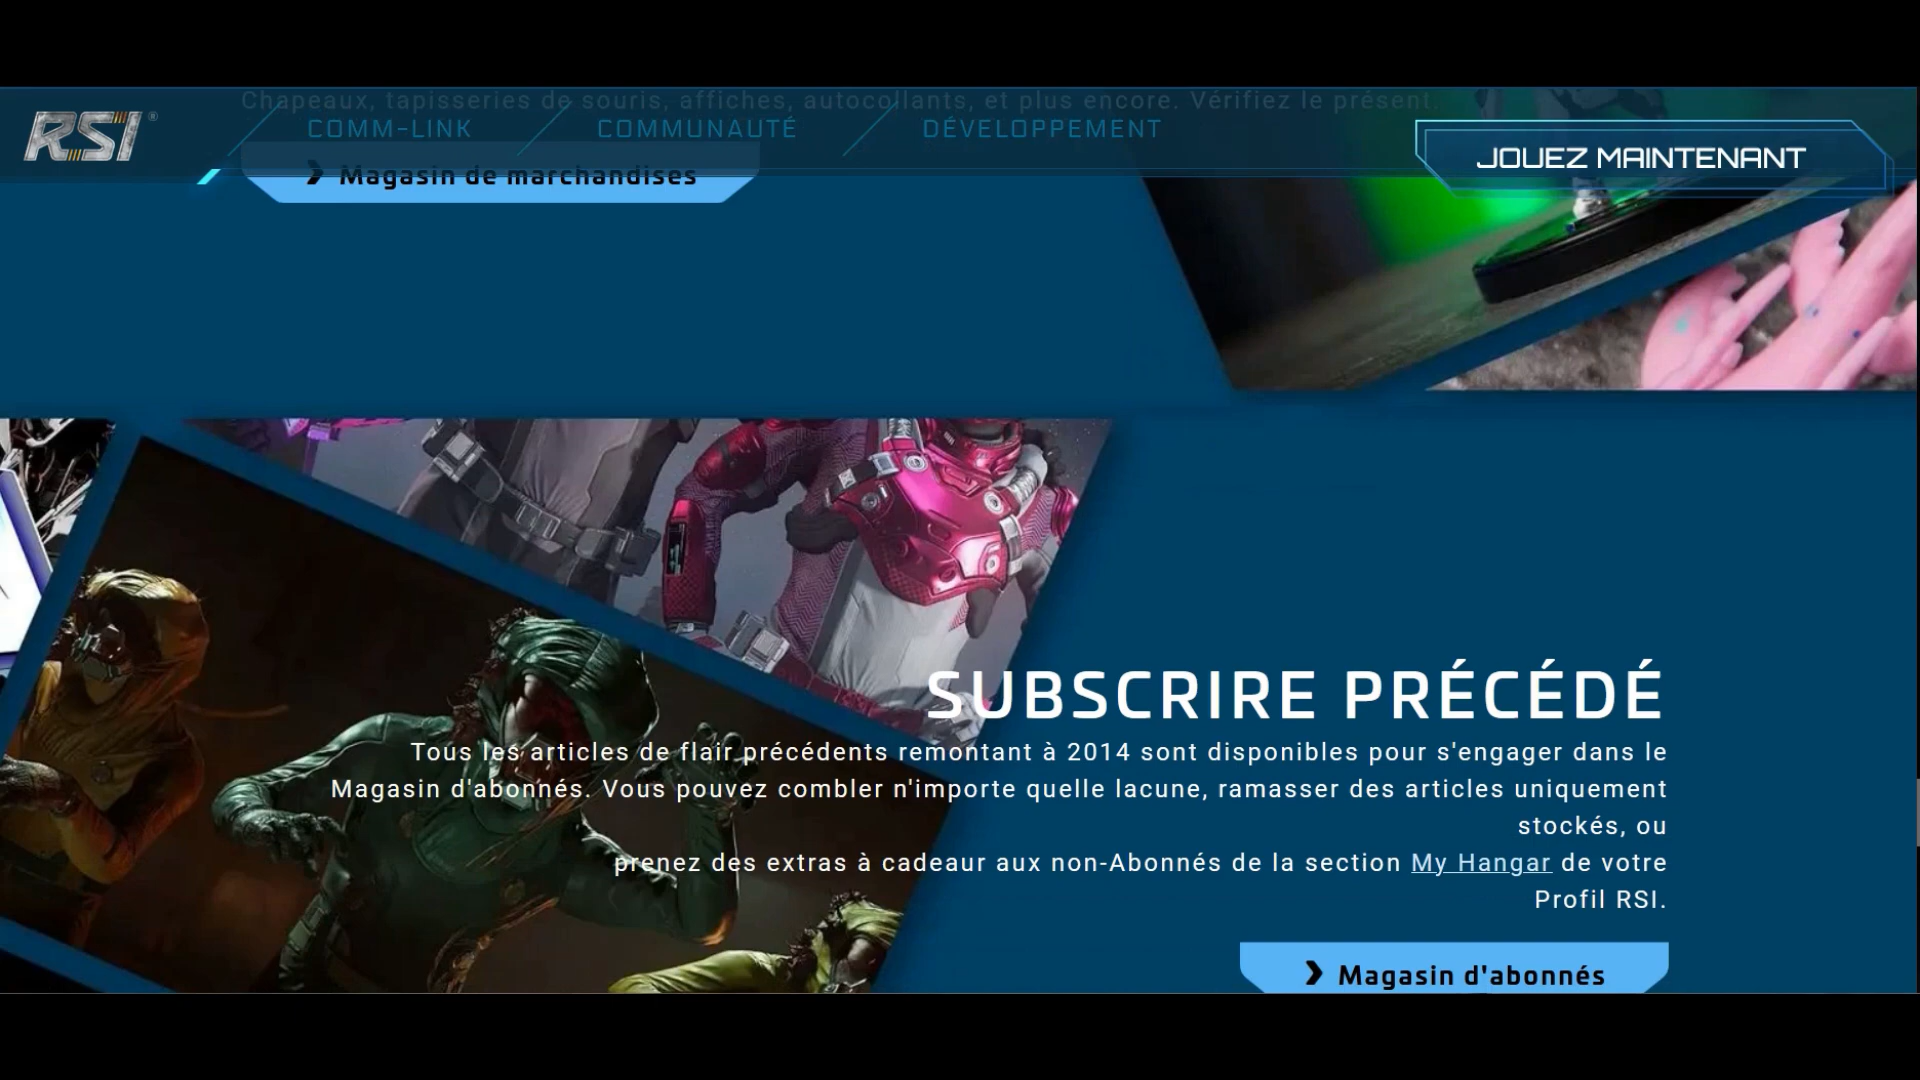 Chapeaux, tapisseries de souris, affiches, autocollants, et plus encore. Vérifiez le présent.
RSI ®
COMM-LINK
COMMUNAUTÉ
DÉVELOPPEMENT
JOUEZ MAINTENANT
Magasin de marchandises
SUBSCRIRE PRÉCÉDÉ
Tous les articles de flair précédents remontant à 2014 sont disponibles pour s'engager dans le
Magasin d'abonnés. Vous pouvez combler n'importe quelle lacune, ramasser des articles uniquement
stockés, ou
prenez des extras à cadeaur aux non-Abonnés de la section My Hangar de votre
Profil RSI.
Magasin d'abonnés